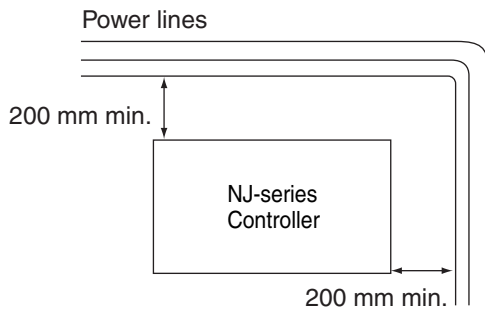 Power lines
200 mm min.
NJ-series
Controller
200 mm min.